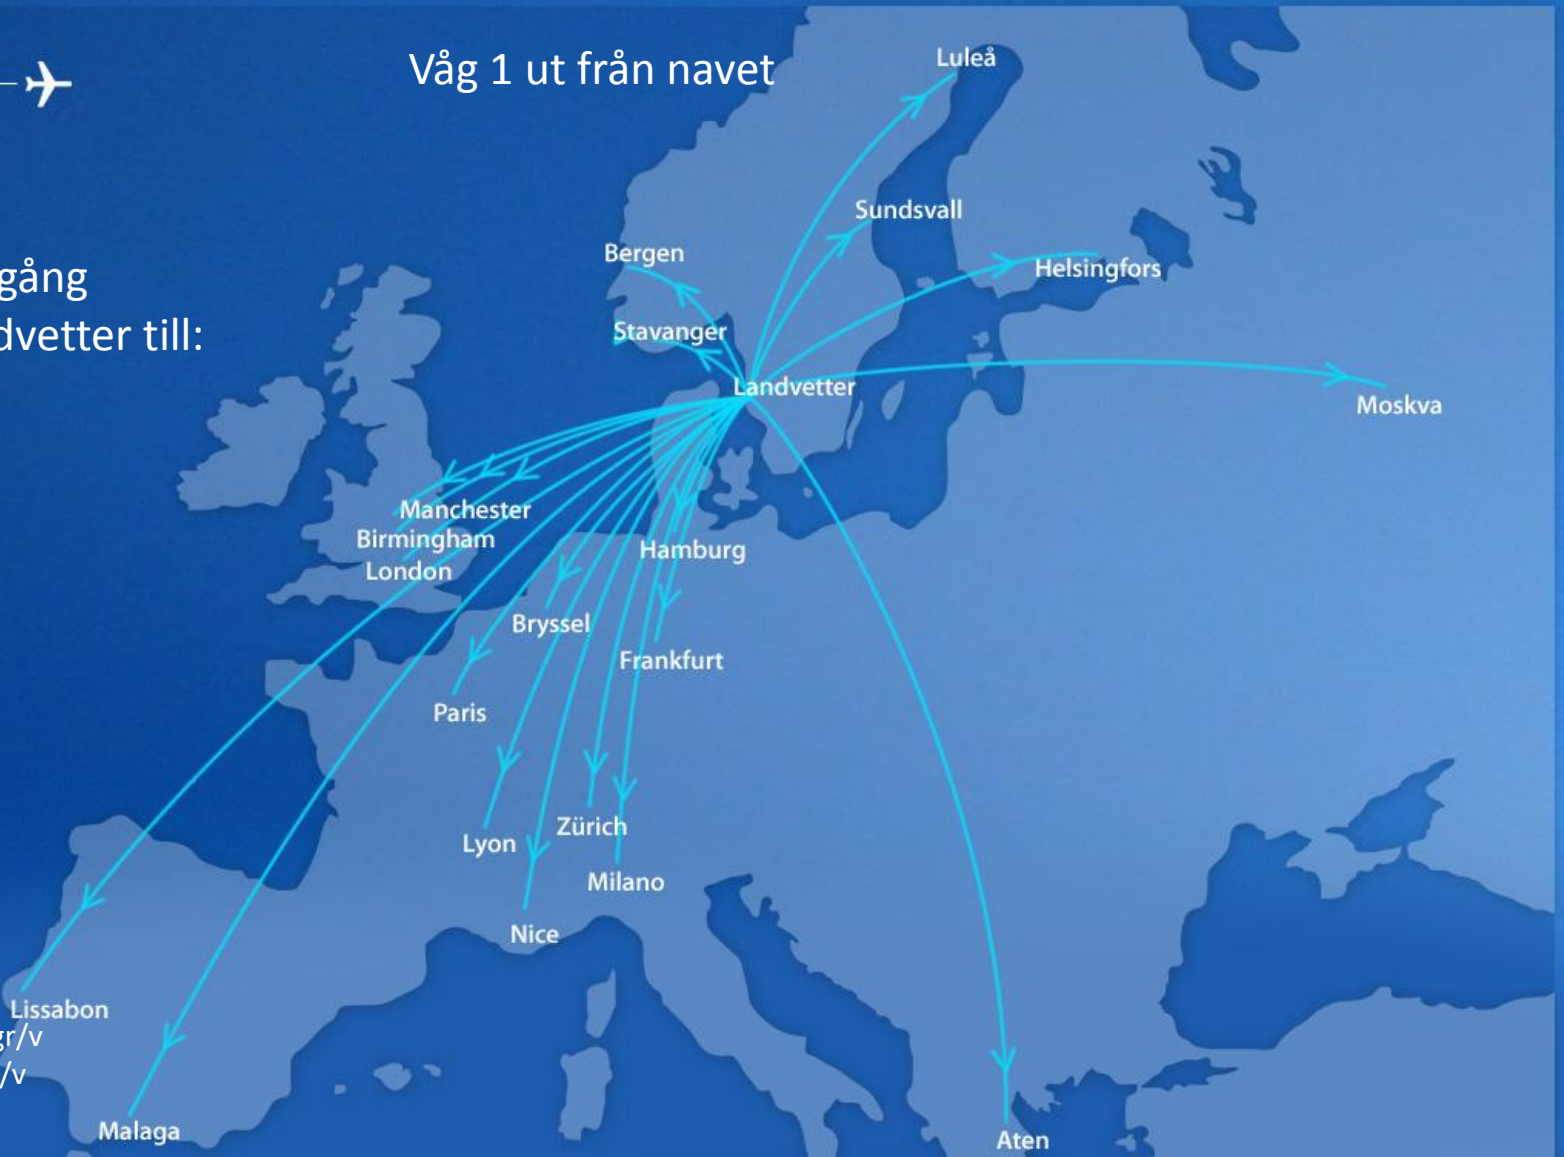 Våg 1 ut från navet
Luleå
Sundsvall
Bergen
Helsingfors
gång
dvetter till:
Stavanger
Landvetter
Moskva
Manchester
Birmingham
Hamburg
London
Bryssel
Frankfurt
Paris
Zürich
Lyon
Milano
Nice
Lissabon
gr/v
/v
Malaga
Aten